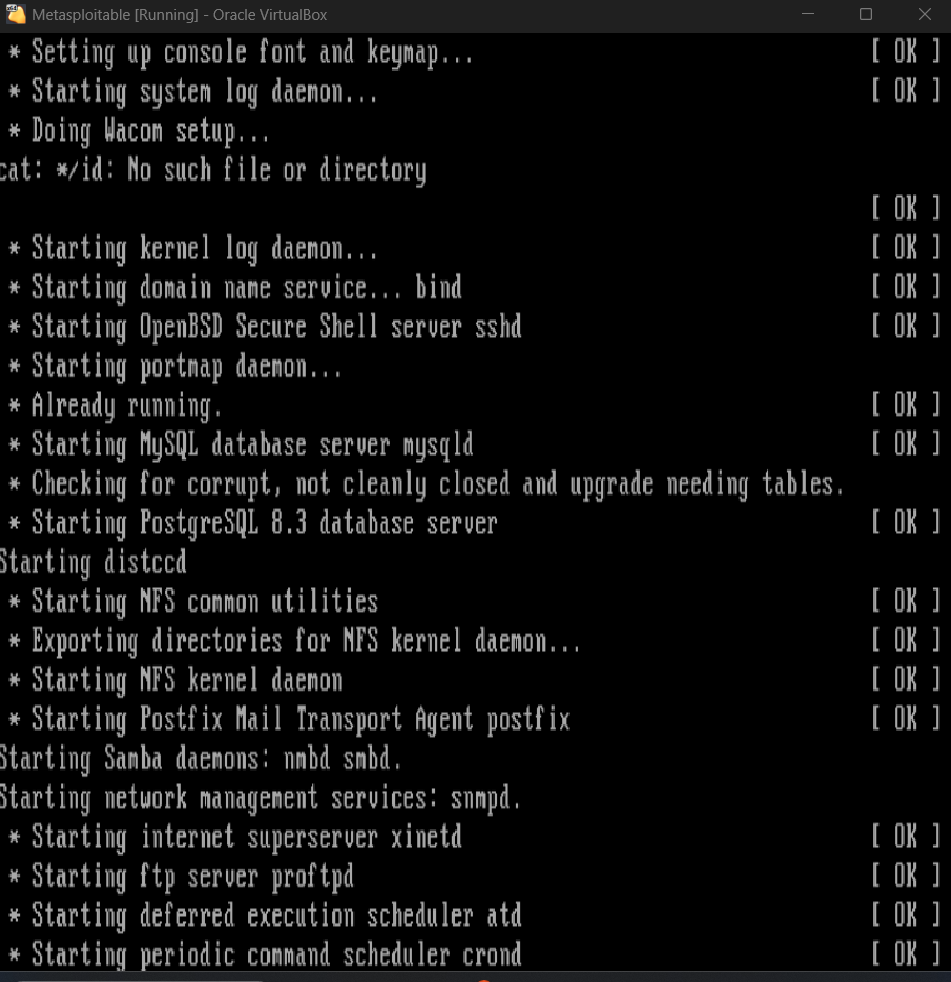 Metasploitable [Running] - Oracle VirtualBox
* Setting up console font and keymap... [ OK ]
* Starting system log daemon... [ OK ]
* Doing Wacom setup...
cat: */id: No such file or directory
[ OK ]
* Starting kernel log daemon... [ OK ]
* Starting domain name service... bind [ OK ]
* Starting OpenBSD Secure Shell server sshd [ OK ]
* Starting portmap daemon...
* Already running. [ OK ]
* Starting MySQL database server mysqld [ OK ]
* Checking for corrupt, not cleanly closed and upgrade needing tables.
* Starting PostgreSQL 8.3 database server [ OK ]
Starting distccd
* Starting NFS common utilities [ OK ]
* Exporting directories for NFS kernel daemon... [ OK ]
* Starting NFS kernel daemon [ OK ]
* Starting Postfix Mail Transport Agent postfix [ OK ]
Starting Samba daemons: nmbd smbd.
Starting network management services: snmpd.
* Starting internet superserver xinetd [ OK ]
* Starting ftp server proftpd [ OK ]
* Starting deferred execution scheduler atd [ OK ]
* Starting periodic command scheduler crond [ OK ]